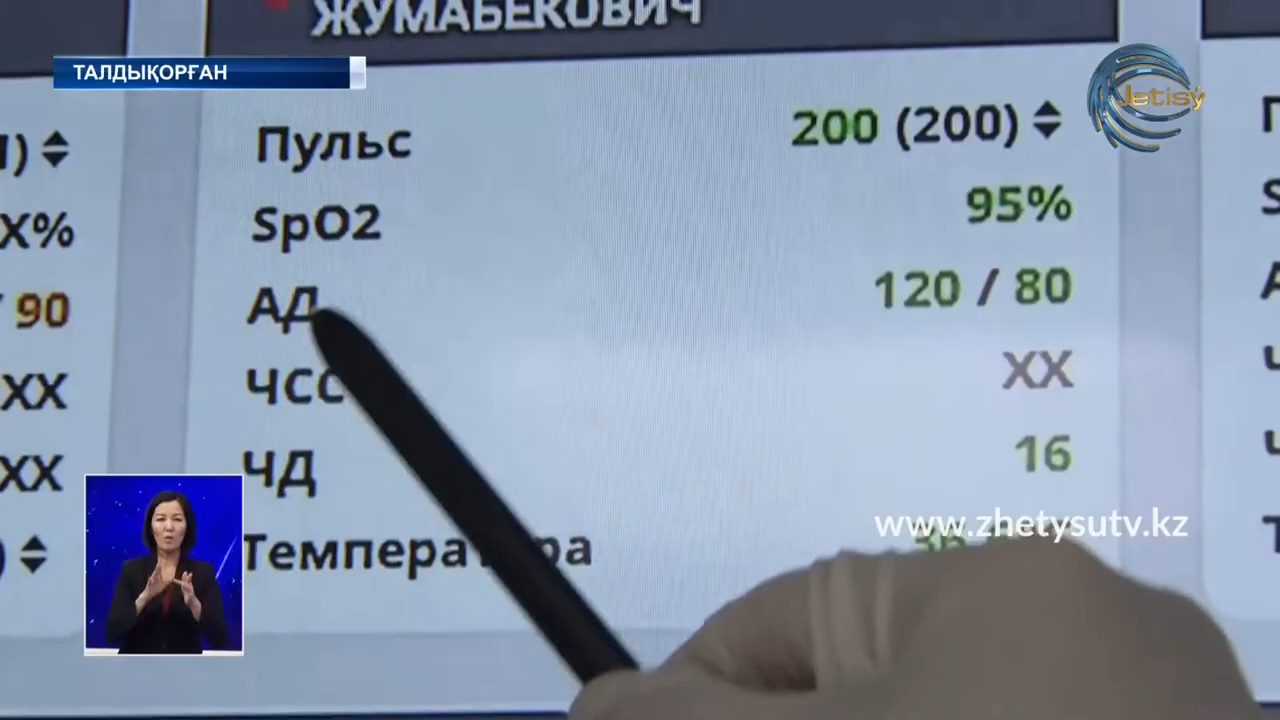 ЖУМАБЕКОВИЧ
ТАЛДЫҚОРҒАН
Jetisý
Пульс 200 (200)
SpO2 95%
АД 120 / 80
ЧСС XX
ЧД 16
Температура
X%
90
XX
XX
www.zhetysutv.kz